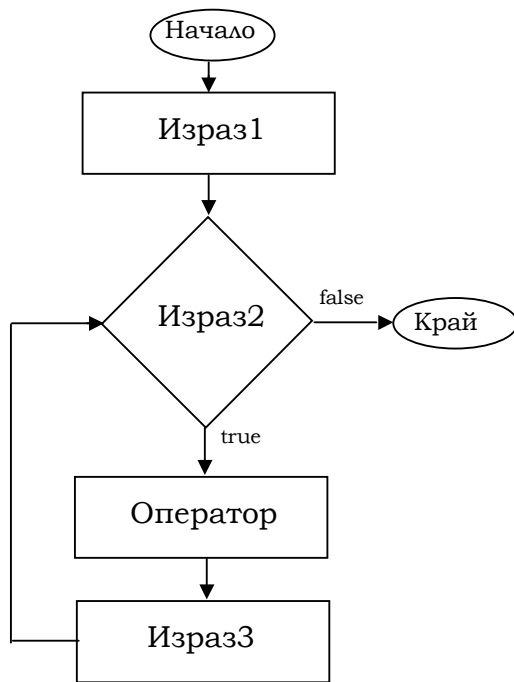 Начало
Израз1
Израз2
false
Край
true
Оператор
Израз3